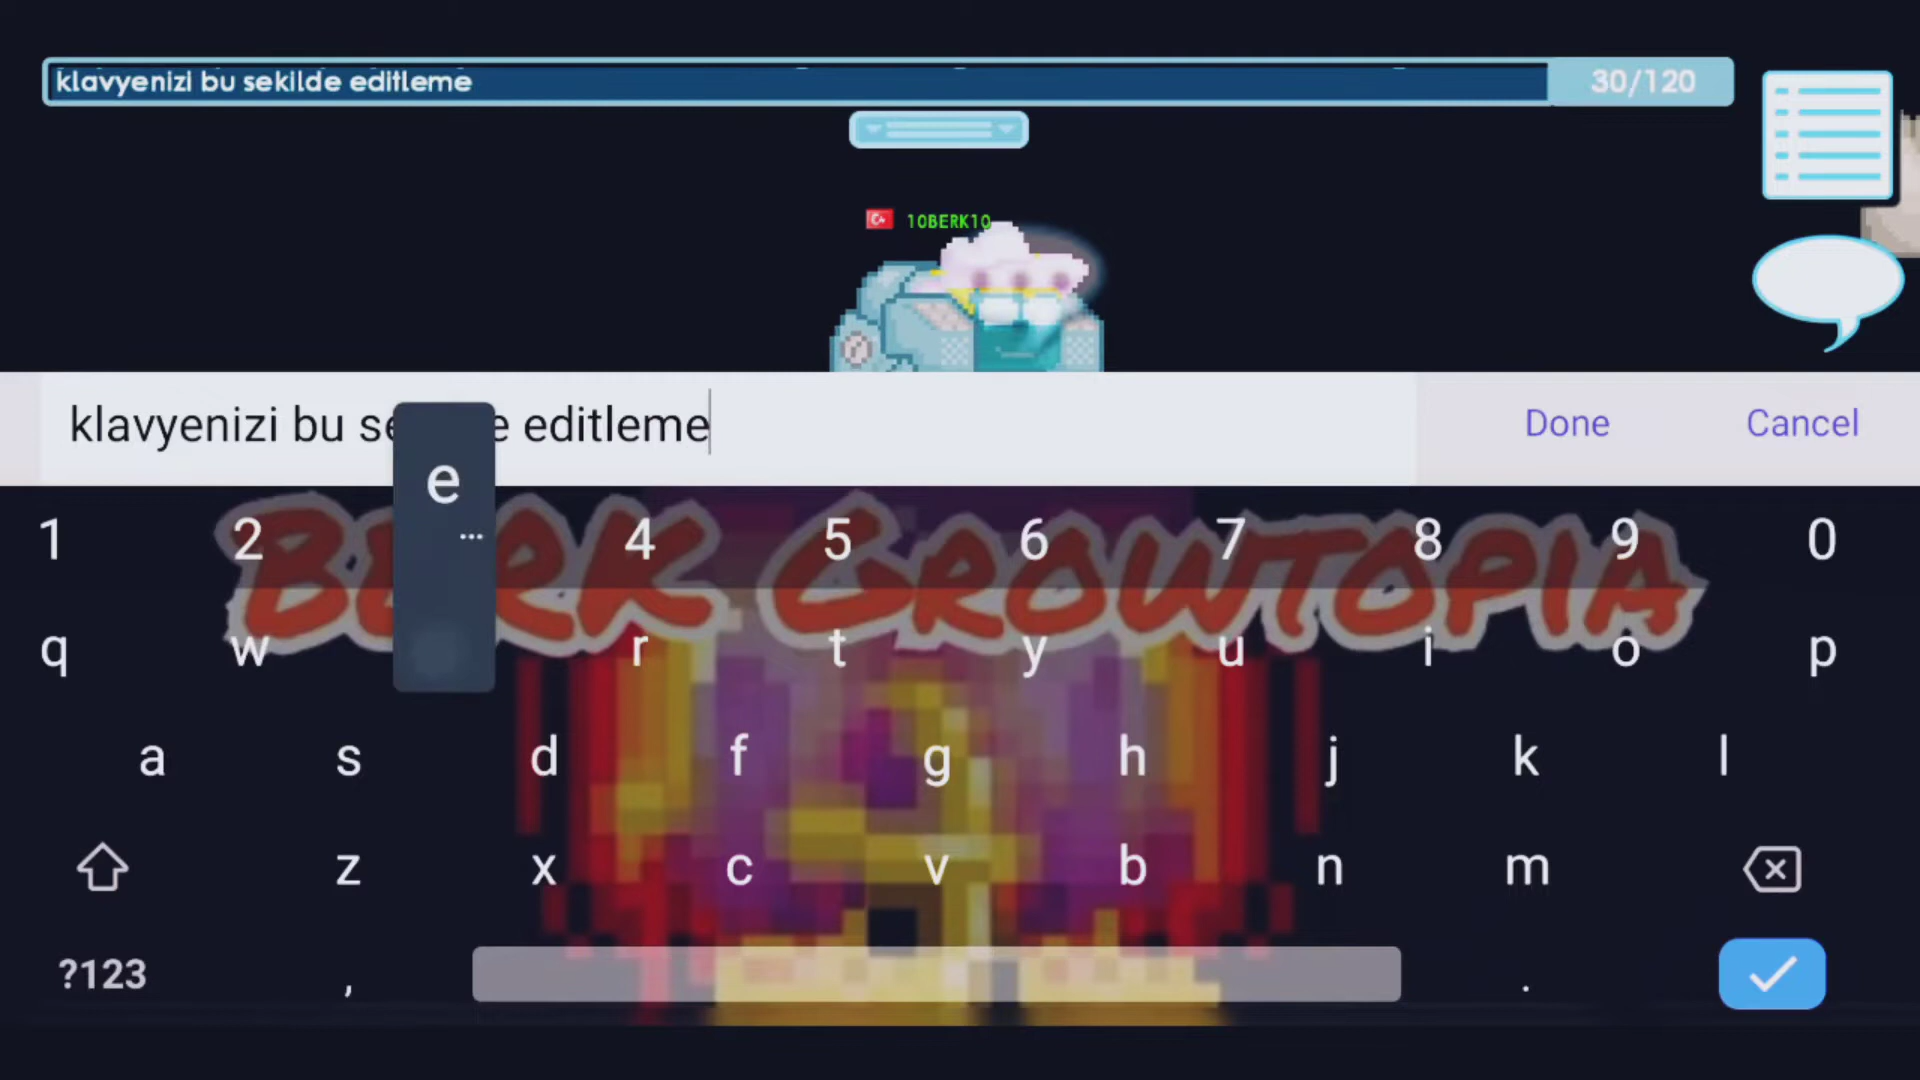 klavyenizi bu sekilde editleme
30/120
10BERK10
klavyenizi bu se e editleme
Done
Cancel
e
...
1 2 4 5 6 7 8 9 0
BERK GROWTOPIA
q w r t y u i o p
a s d f g h j k l
z x c v b n m
?123 , .